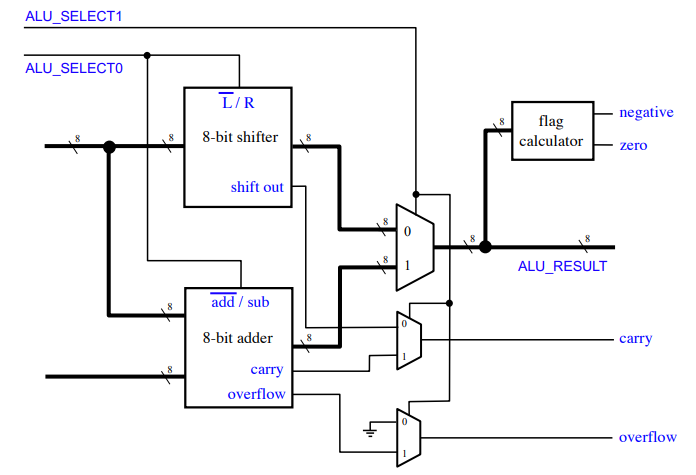 ALU_SELECT1
ALU_SELECT0
L / R
8-bit shifter
shift out
8
8
8
flag
calculator
8
negative
zero
8
0
8
1
8
8
ALU_RESULT
add / sub
8-bit adder
carry
overflow
8
8
8
0
1
carry
0
1
overflow